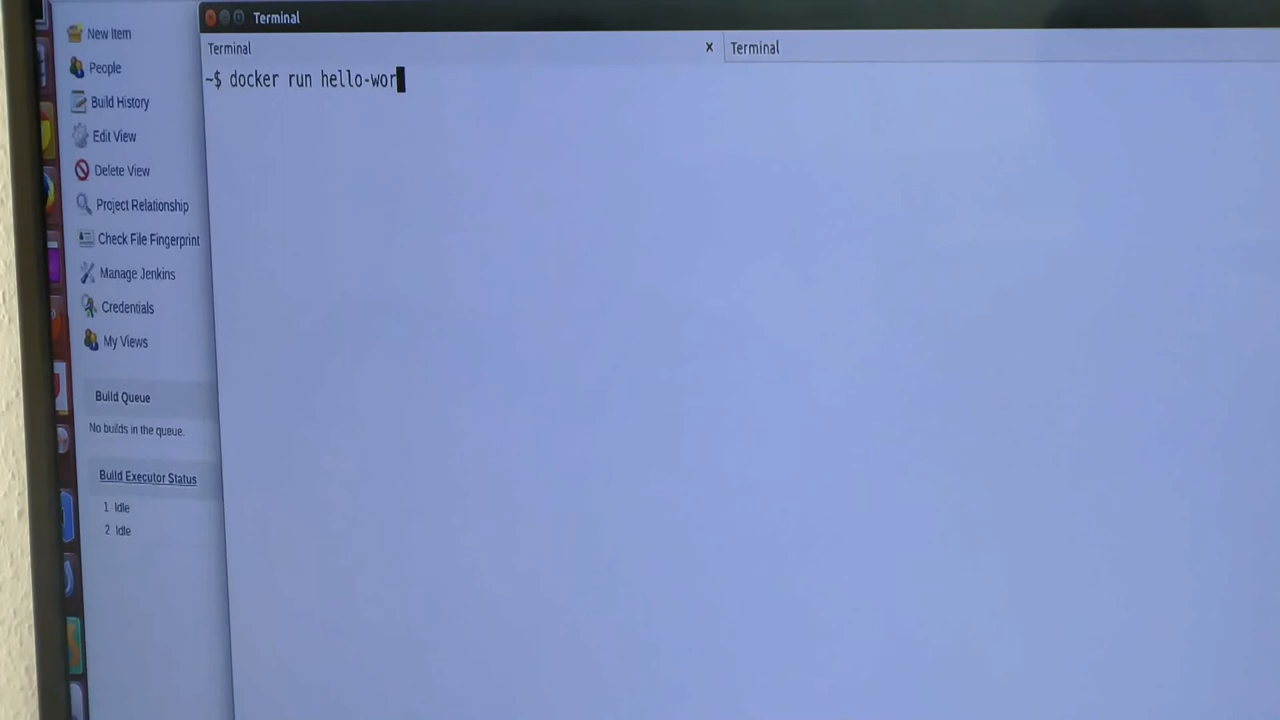 Terminal
Terminal x Terminal
~$ docker run hello-wor
New Item
People
Build History
Edit View
Delete View
Project Relationship
Check File Fingerprint
Manage Jenkins
Credentials
My Views
Build Queue
No builds in the queue.
Build Executor Status
1 Idle
2 Idle